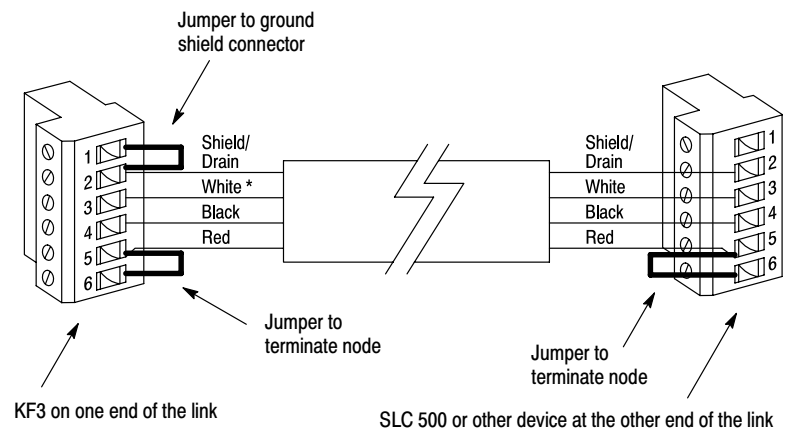 Jumper to ground
shield connector
Shield/
Drain
White *
Black
Red
1
2
3
4
5
6
Shield/
Drain
White
Black
Red
1
2
3
4
5
6
Jumper to
terminate node
Jumper to
terminate node
KF3 on one end of the link
SLC 500 or other device at the other end of the link